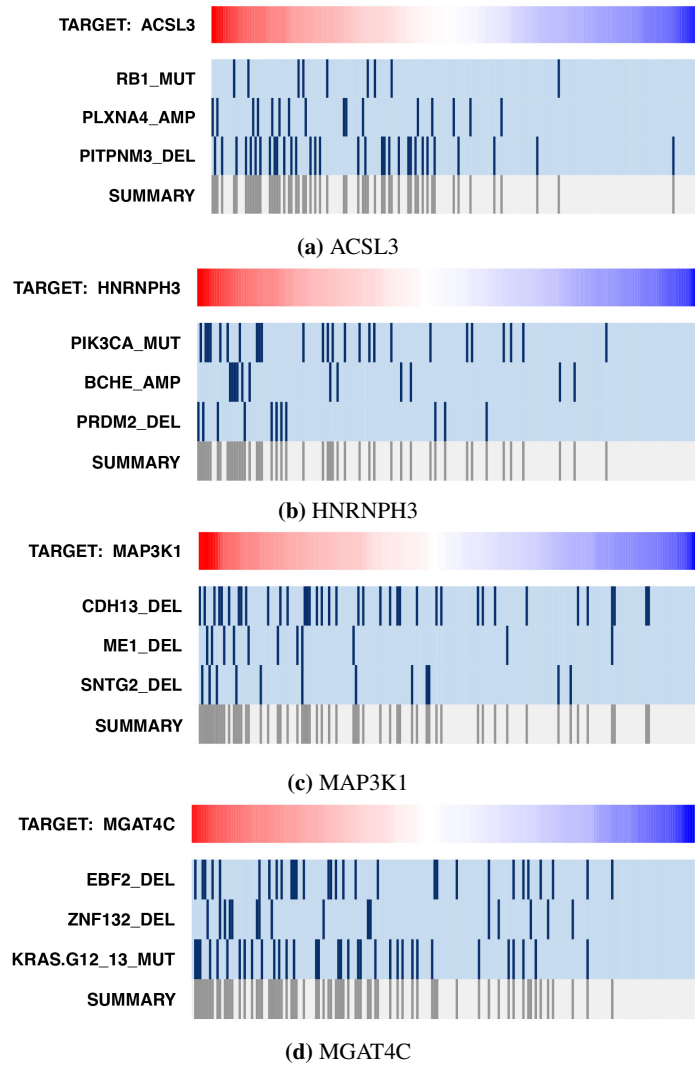 TARGET: ACSL3
RB1_MUT
PLXNA4_AMP
PITPNM3_DEL
SUMMARY
(a) ACSL3
TARGET: HNRNPH3
PIK3CA_MUT
BCHE_AMP
PRDM2_DEL
SUMMARY
(b) HNRNPH3
TARGET: MAP3K1
CDH13_DEL
ME1_DEL
SNTG2_DEL
SUMMARY
(c) MAP3K1
TARGET: MGAT4C
EBF2_DEL
ZNF132_DEL
KRAS.G12_13_MUT
SUMMARY
(d) MGAT4C